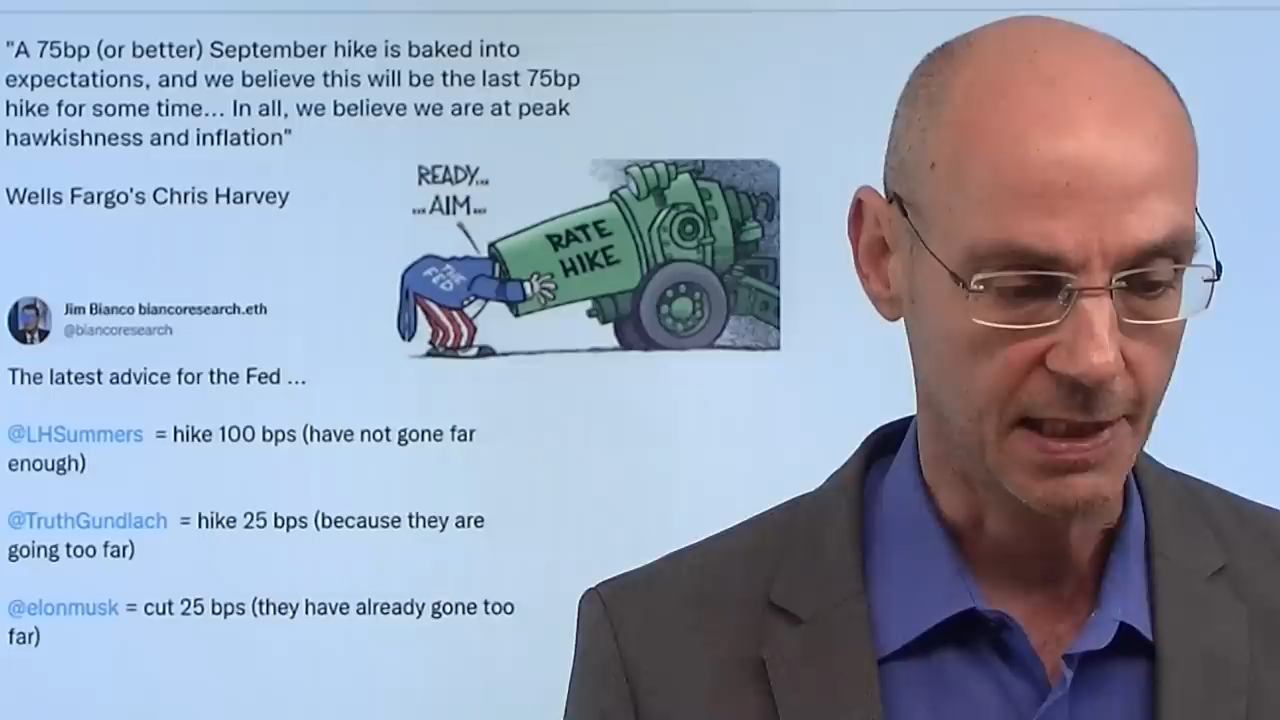 "A 75bp (or better) September hike is baked into
expectations, and we believe this will be the last 75bp
hike for some time... In all, we believe we are at peak
hawkishness and inflation"
Wells Fargo's Chris Harvey
READY...
...AIM...
RATE
HIKE
THE
FED
Jim Bianco biancoresearch.eth
@biancoresearch
The latest advice for the Fed ...
@LHSummers = hike 100 bps (have not gone far
enough)
@TruthGundlach = hike 25 bps (because they are
going too far)
@elonmusk = cut 25 bps (they have already gone too
far)